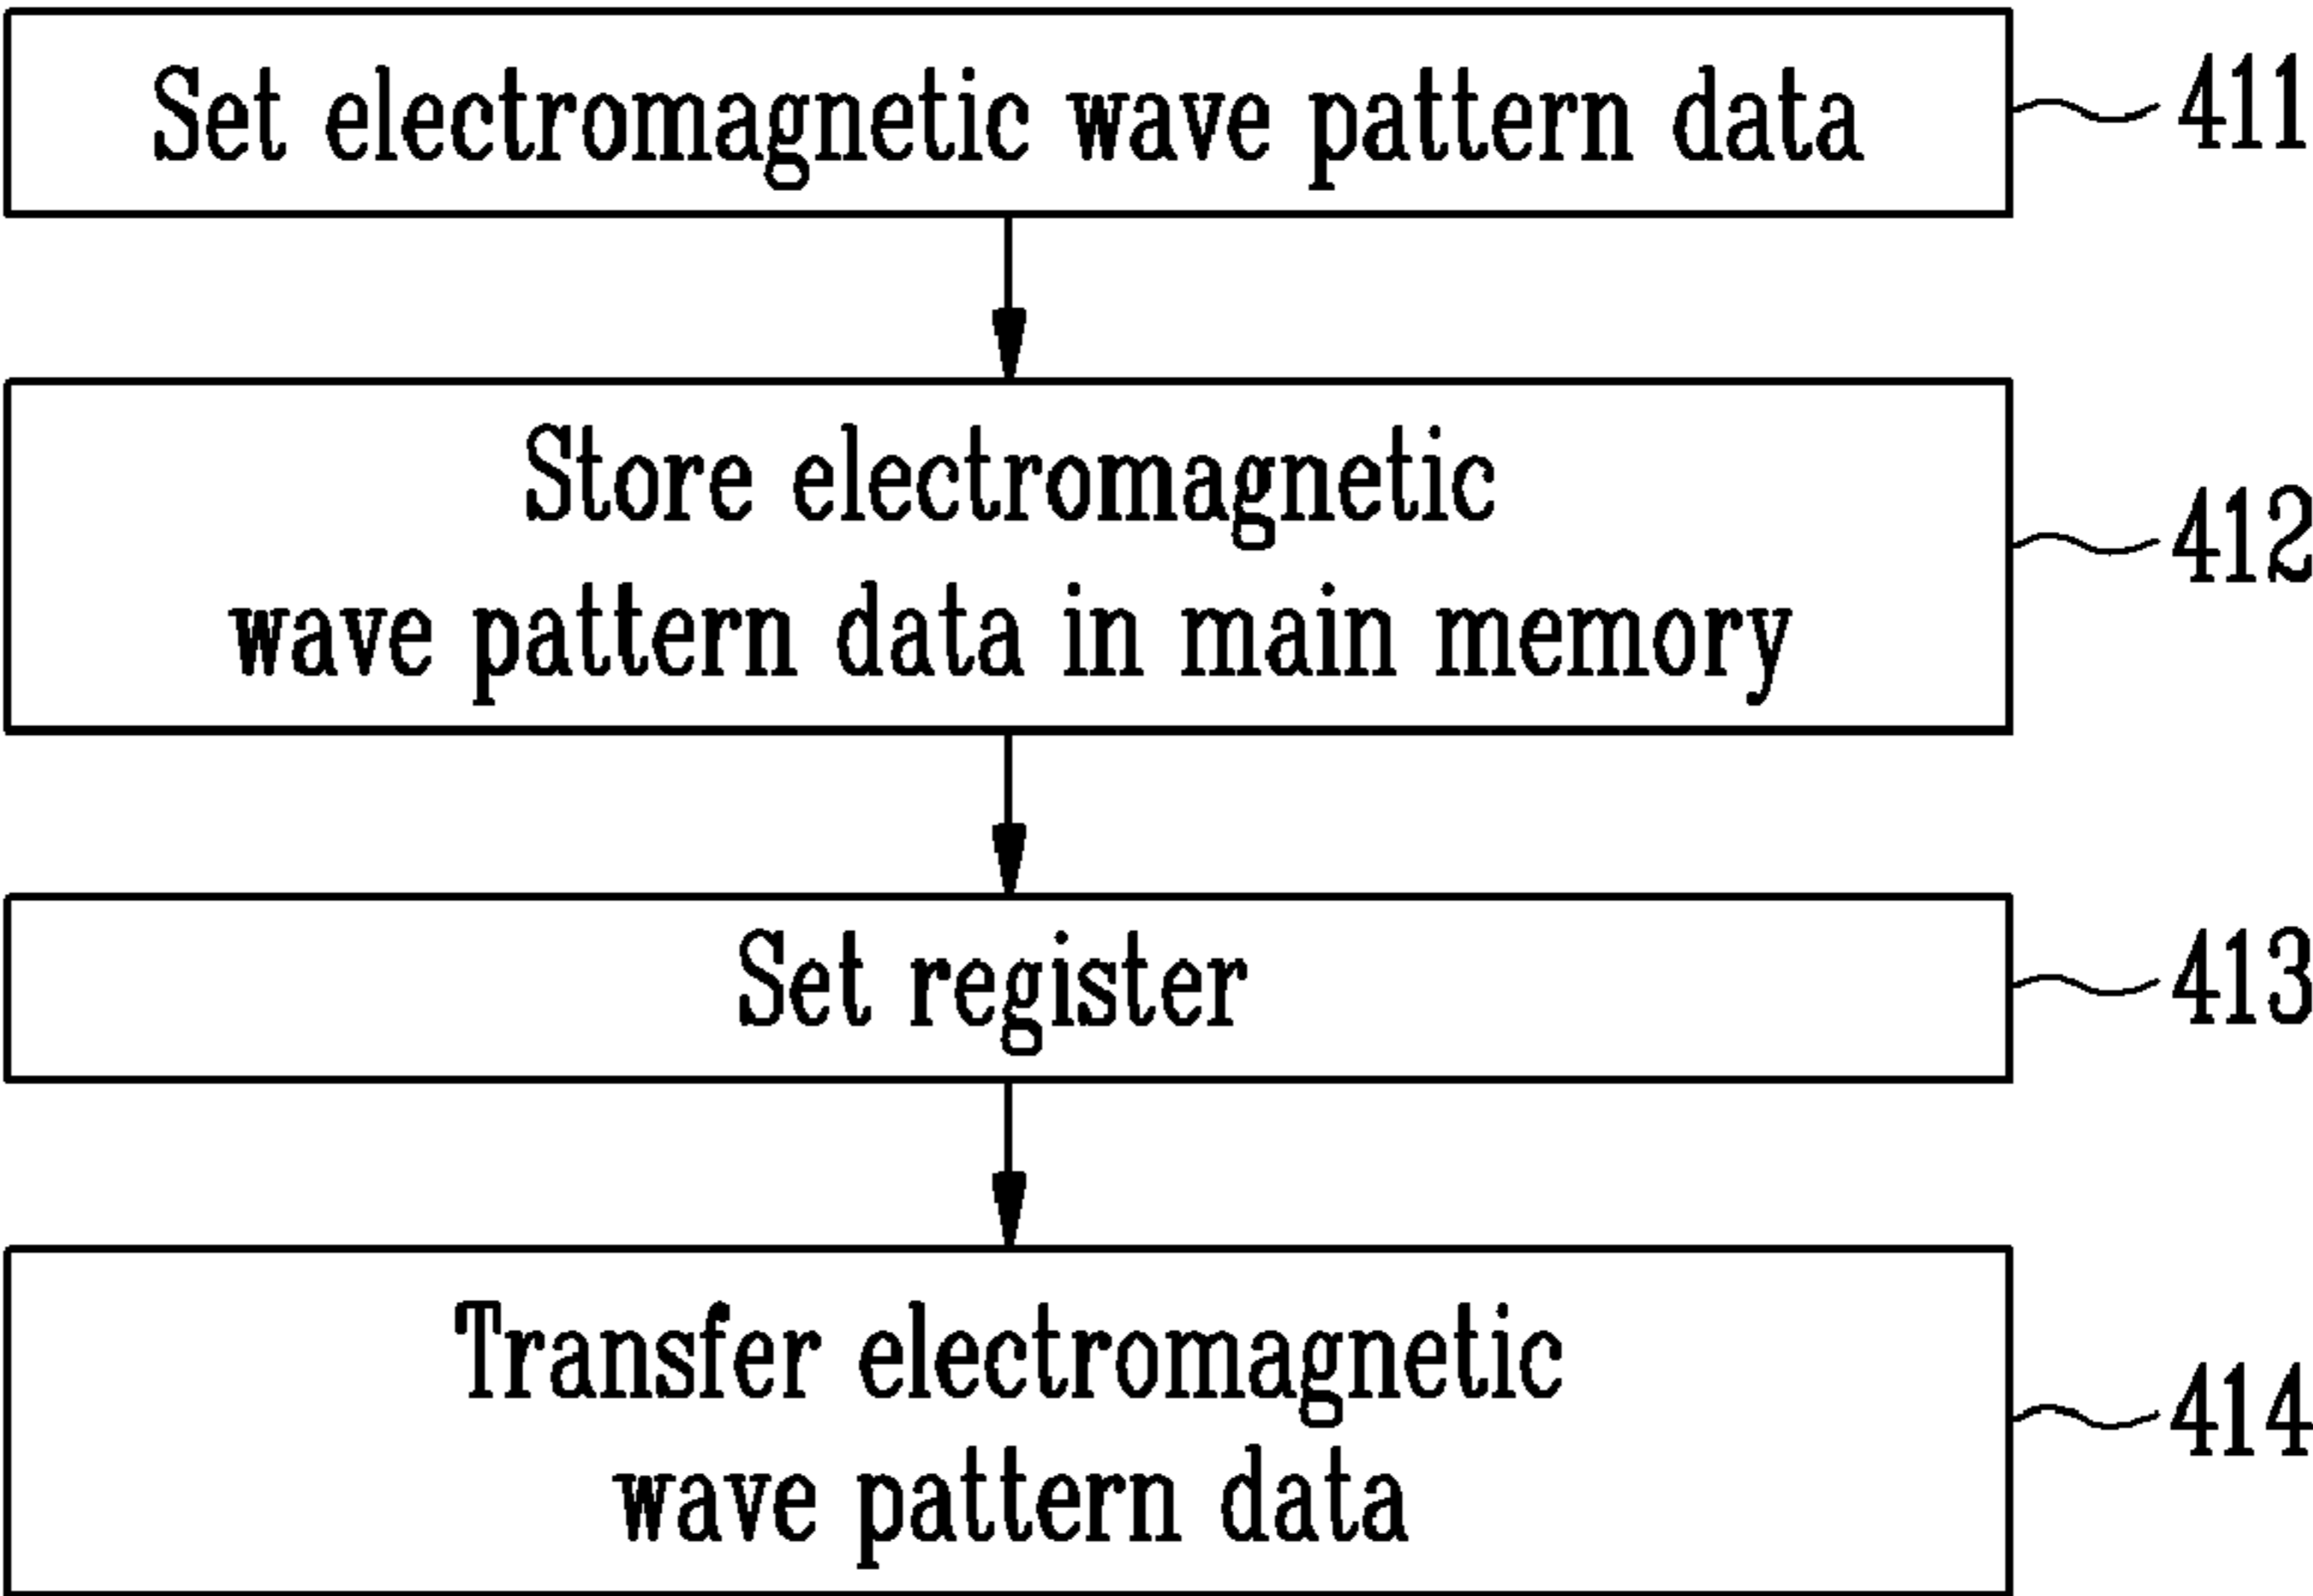 Set electromagnetic wave pattern data 411
Store electromagnetic
wave pattern data in main memory
412
Set register 413
Transfer electromagnetic
wave pattern data
414